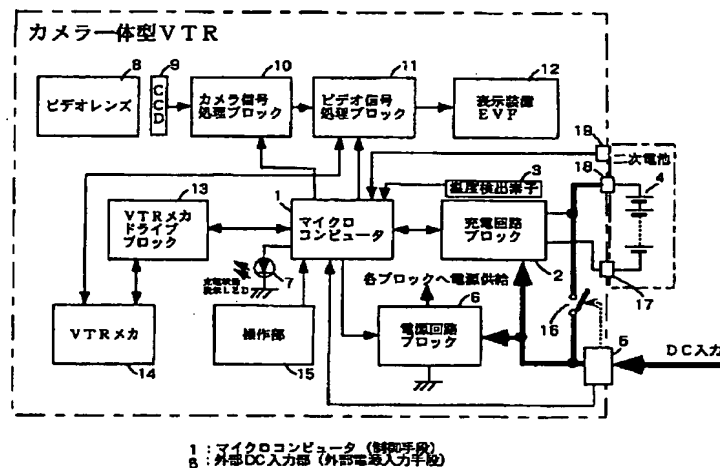 カメラ一体型VTR
8
9
10
11
12
ビデオレンズ
CCD
カメラ信号
処理ブロック
ビデオ信号
処理ブロック
表示装置
EVF
19
二次電池
18
4
3
温度検出素子
13
1
VTRメカ
ドライブ
ブロック
マイクロ
コンピュータ
充電回路
ブロック
2
17
7
各ブロックへ電源供給
6
16
VTRメカ
14
操作部
15
電源回路
ブロック
5
DC入力
1:マイクロコンピュータ(制御手段)
5:外部DC入力部(外部電源入力手段)